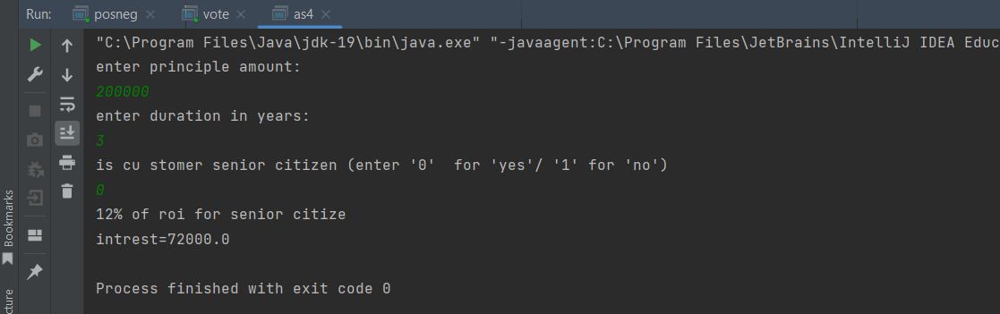 Run: posneg vote as4
"C:\Program Files\Java\jdk-19\bin\java.exe" "-javaagent:C:\Program Files\JetBrains\IntelliJ IDEA Educ
enter principle amount:
200000
enter duration in years:
3
is cu stomer senior citizen (enter '0'  for 'yes'/ '1' for 'no')
0
12% of roi for senior citize
intrest=72000.0
Process finished with exit code 0
Bookmarks
cture